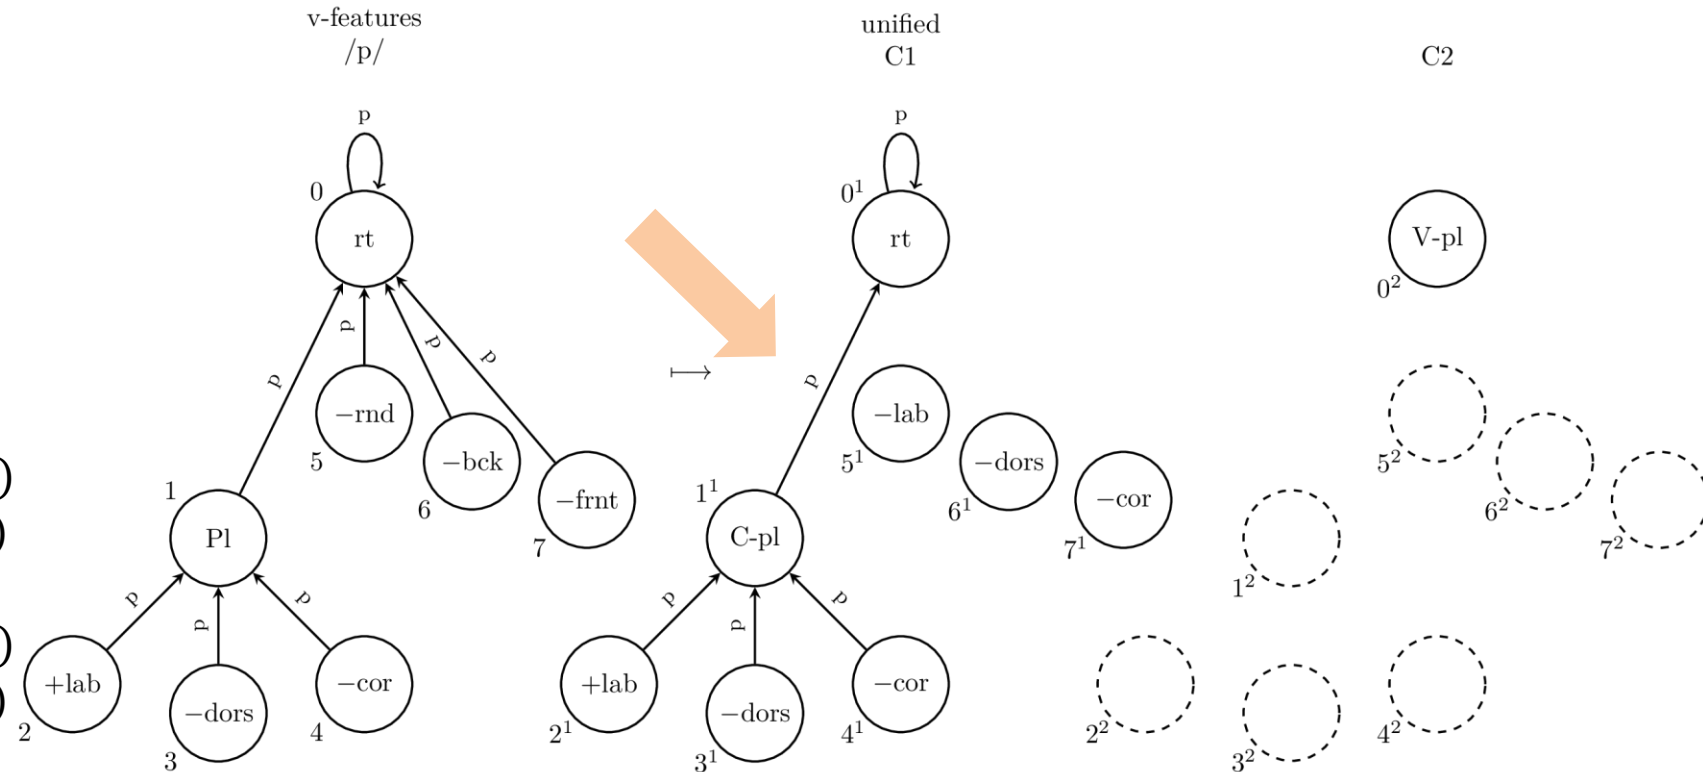 v-features
/p/
unified
C1
C2
p
p
0
rt
0¹
rt
V-pl
0²
p
p
p
p
↦
p
−rnd
5
−bck
6
−frnt
7
−lab
5¹
−dors
6¹
−cor
7¹
5²
6²
7²
1
Pl
1¹
C-pl
1²
p
p
p
p
p
p
+lab
2
−dors
3
−cor
4
+lab
2¹
−dors
3¹
−cor
4¹
2²
3²
4²
)
)
)
)